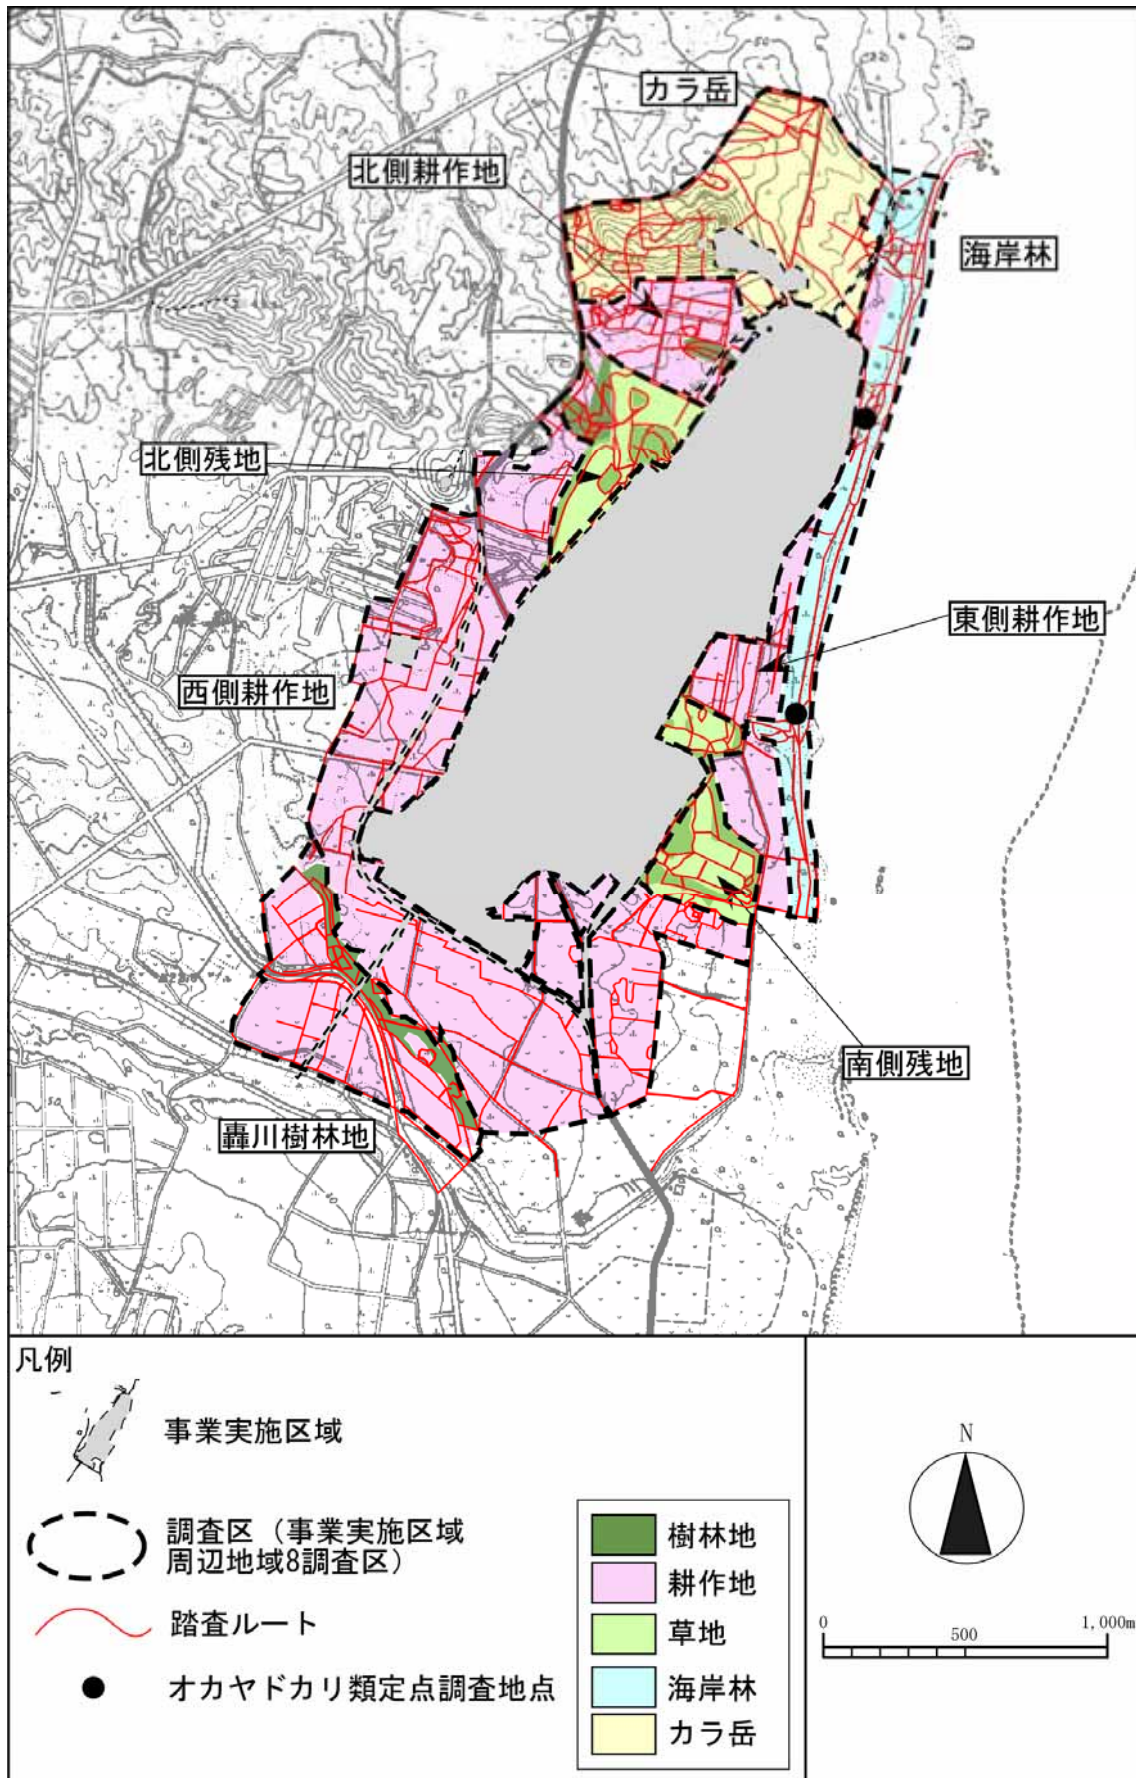 カラ岳
北側耕作地
海岸林
北側残地
東側耕作地
西側耕作地
南側残地
轟川樹林地
凡例
事業実施区域
調査区（事業実施区域
周辺地域8調査区）
踏査ルート
オカヤドカリ類定点調査地点
樹林地
耕作地
草地
海岸林
カラ岳
N
0 500 1,000m